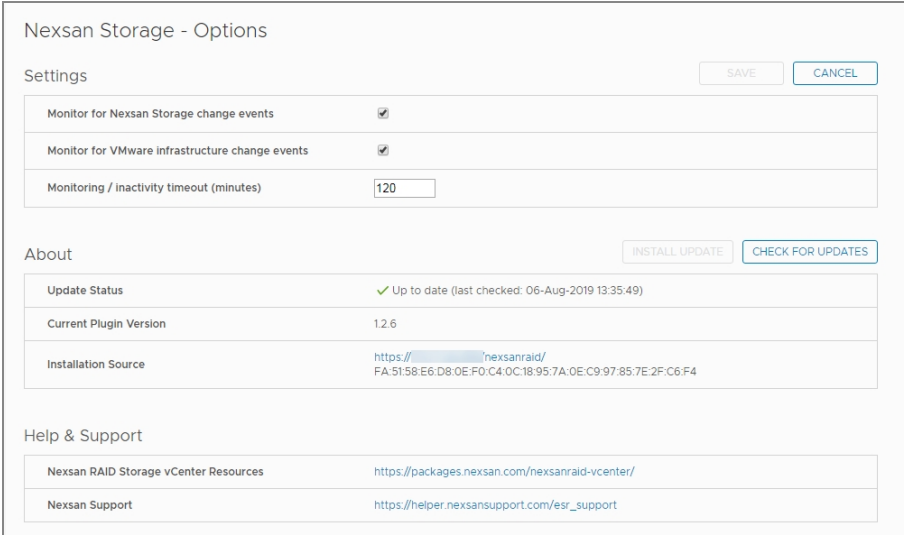 Nexsan Storage - Options
Settings
SAVE
CANCEL
Monitor for Nexsan Storage change events
Monitor for VMware infrastructure change events
Monitoring / inactivity timeout (minutes)
120
About
INSTALL UPDATE
CHECK FOR UPDATES
Update Status
Up to date (last checked: 06-Aug-2019 13:35:49)
Current Plugin Version
1.2.6
Installation Source
https:// /nexsanraid/
FA:51:58:E6:D8:0E:F0:C4:0C:18:95:7A:0E:C9:97:85:7E:2F:C6:F4
Help & Support
Nexsan RAID Storage vCenter Resources
https://packages.nexsan.com/nexsanraid-vcenter/
Nexsan Support
https://helper.nexsansupport.com/esr_support